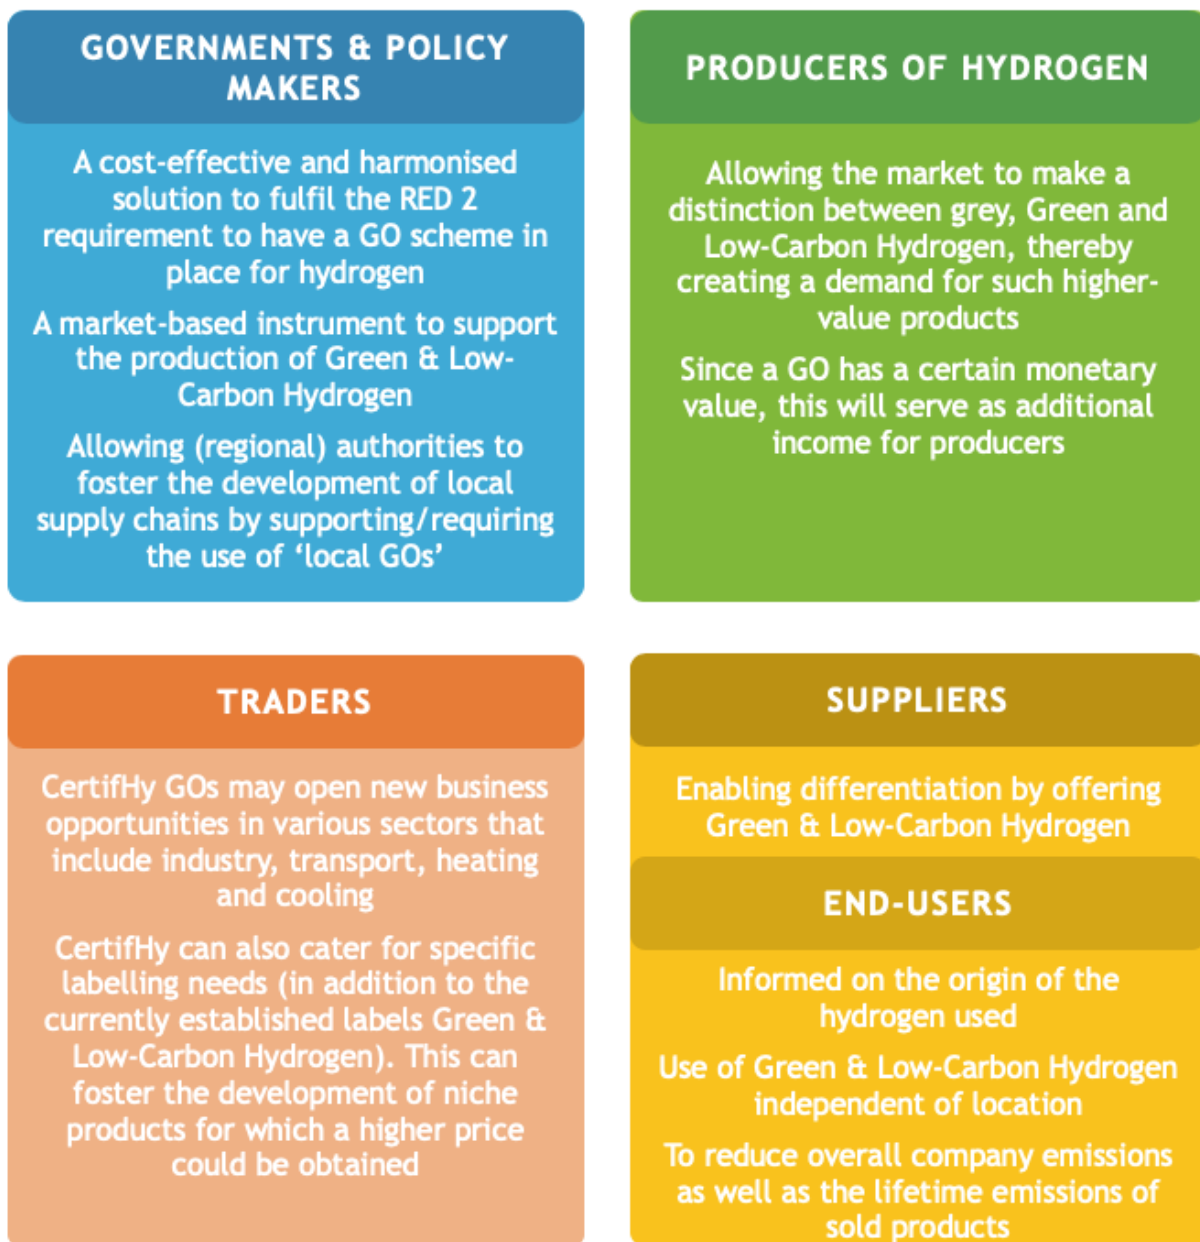 GOVERNMENTS & POLICY
MAKERS
A cost-effective and harmonised
solution to fulfil the RED 2
requirement to have a GO scheme in
place for hydrogen
A market-based instrument to support
the production of Green & Low-
Carbon Hydrogen
Allowing (regional) authorities to
foster the development of local
supply chains by supporting/requiring
the use of ‘local GOs’
PRODUCERS OF HYDROGEN
Allowing the market to make a
distinction between grey, Green and
Low-Carbon Hydrogen, thereby
creating a demand for such higher-
value products
Since a GO has a certain monetary
value, this will serve as additional
income for producers
TRADERS
CertifHy GOs may open new business
opportunities in various sectors that
include industry, transport, heating
and cooling
CertifHy can also cater for specific
labelling needs (in addition to the
currently established labels Green &
Low-Carbon Hydrogen). This can
foster the development of niche
products for which a higher price
could be obtained
SUPPLIERS
Enabling differentiation by offering
Green & Low-Carbon Hydrogen
END-USERS
Informed on the origin of the
hydrogen used
Use of Green & Low-Carbon Hydrogen
independent of location
To reduce overall company emissions
as well as the lifetime emissions of
sold products